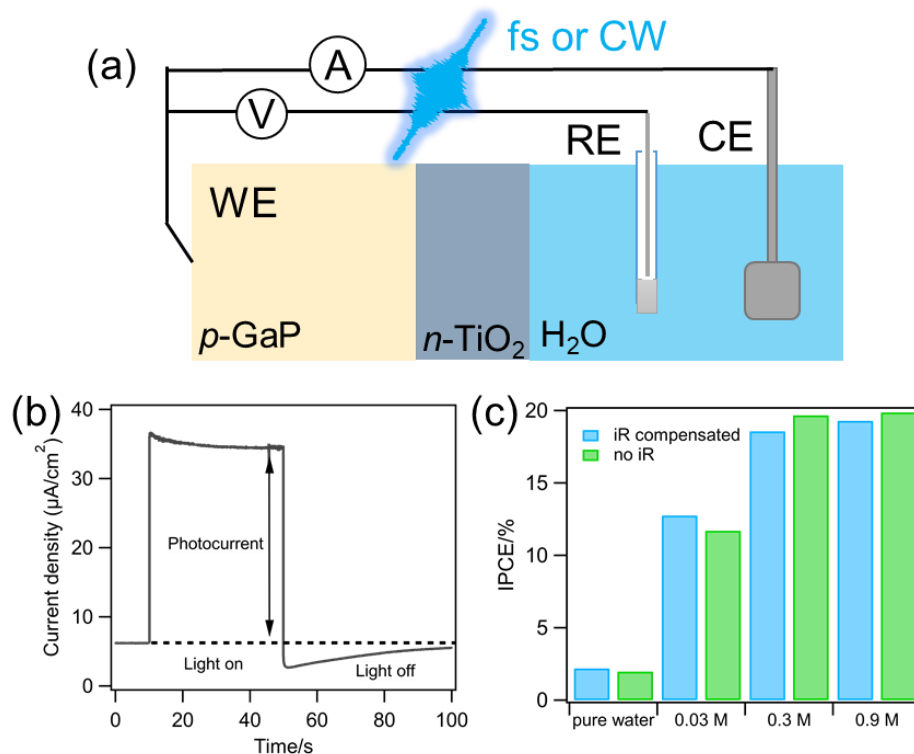 (a)
fs or CW
A
V
RE
CE
WE
p-GaP
n-TiO₂
H₂O
(b)
Current density (µA/cm²)
40
30
20
10
0
Photocurrent
Light on
Light off
0
20
40
60
80
100
Time/s
(c)
IPCE/%
20
15
10
5
0
iR compensated
no iR
pure water
0.03 M
0.3 M
0.9 M